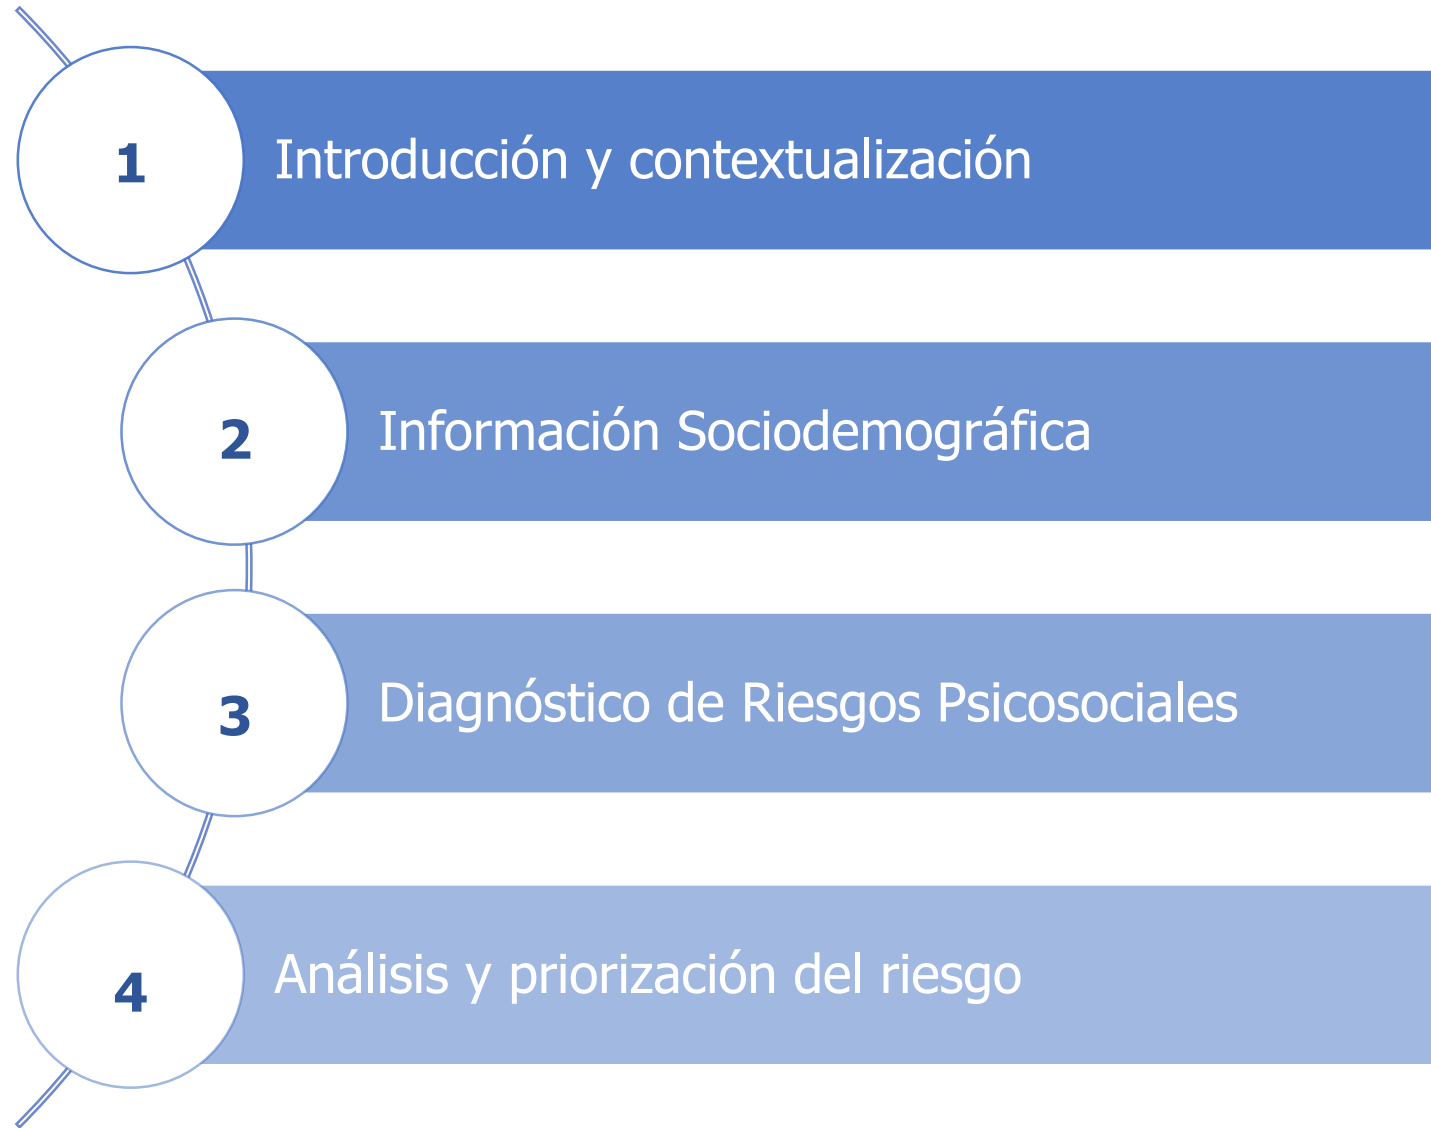 1
Introducción y contextualización
2
Información Sociodemográfica
3
Diagnóstico de Riesgos Psicosociales
4
Análisis y priorización del riesgo